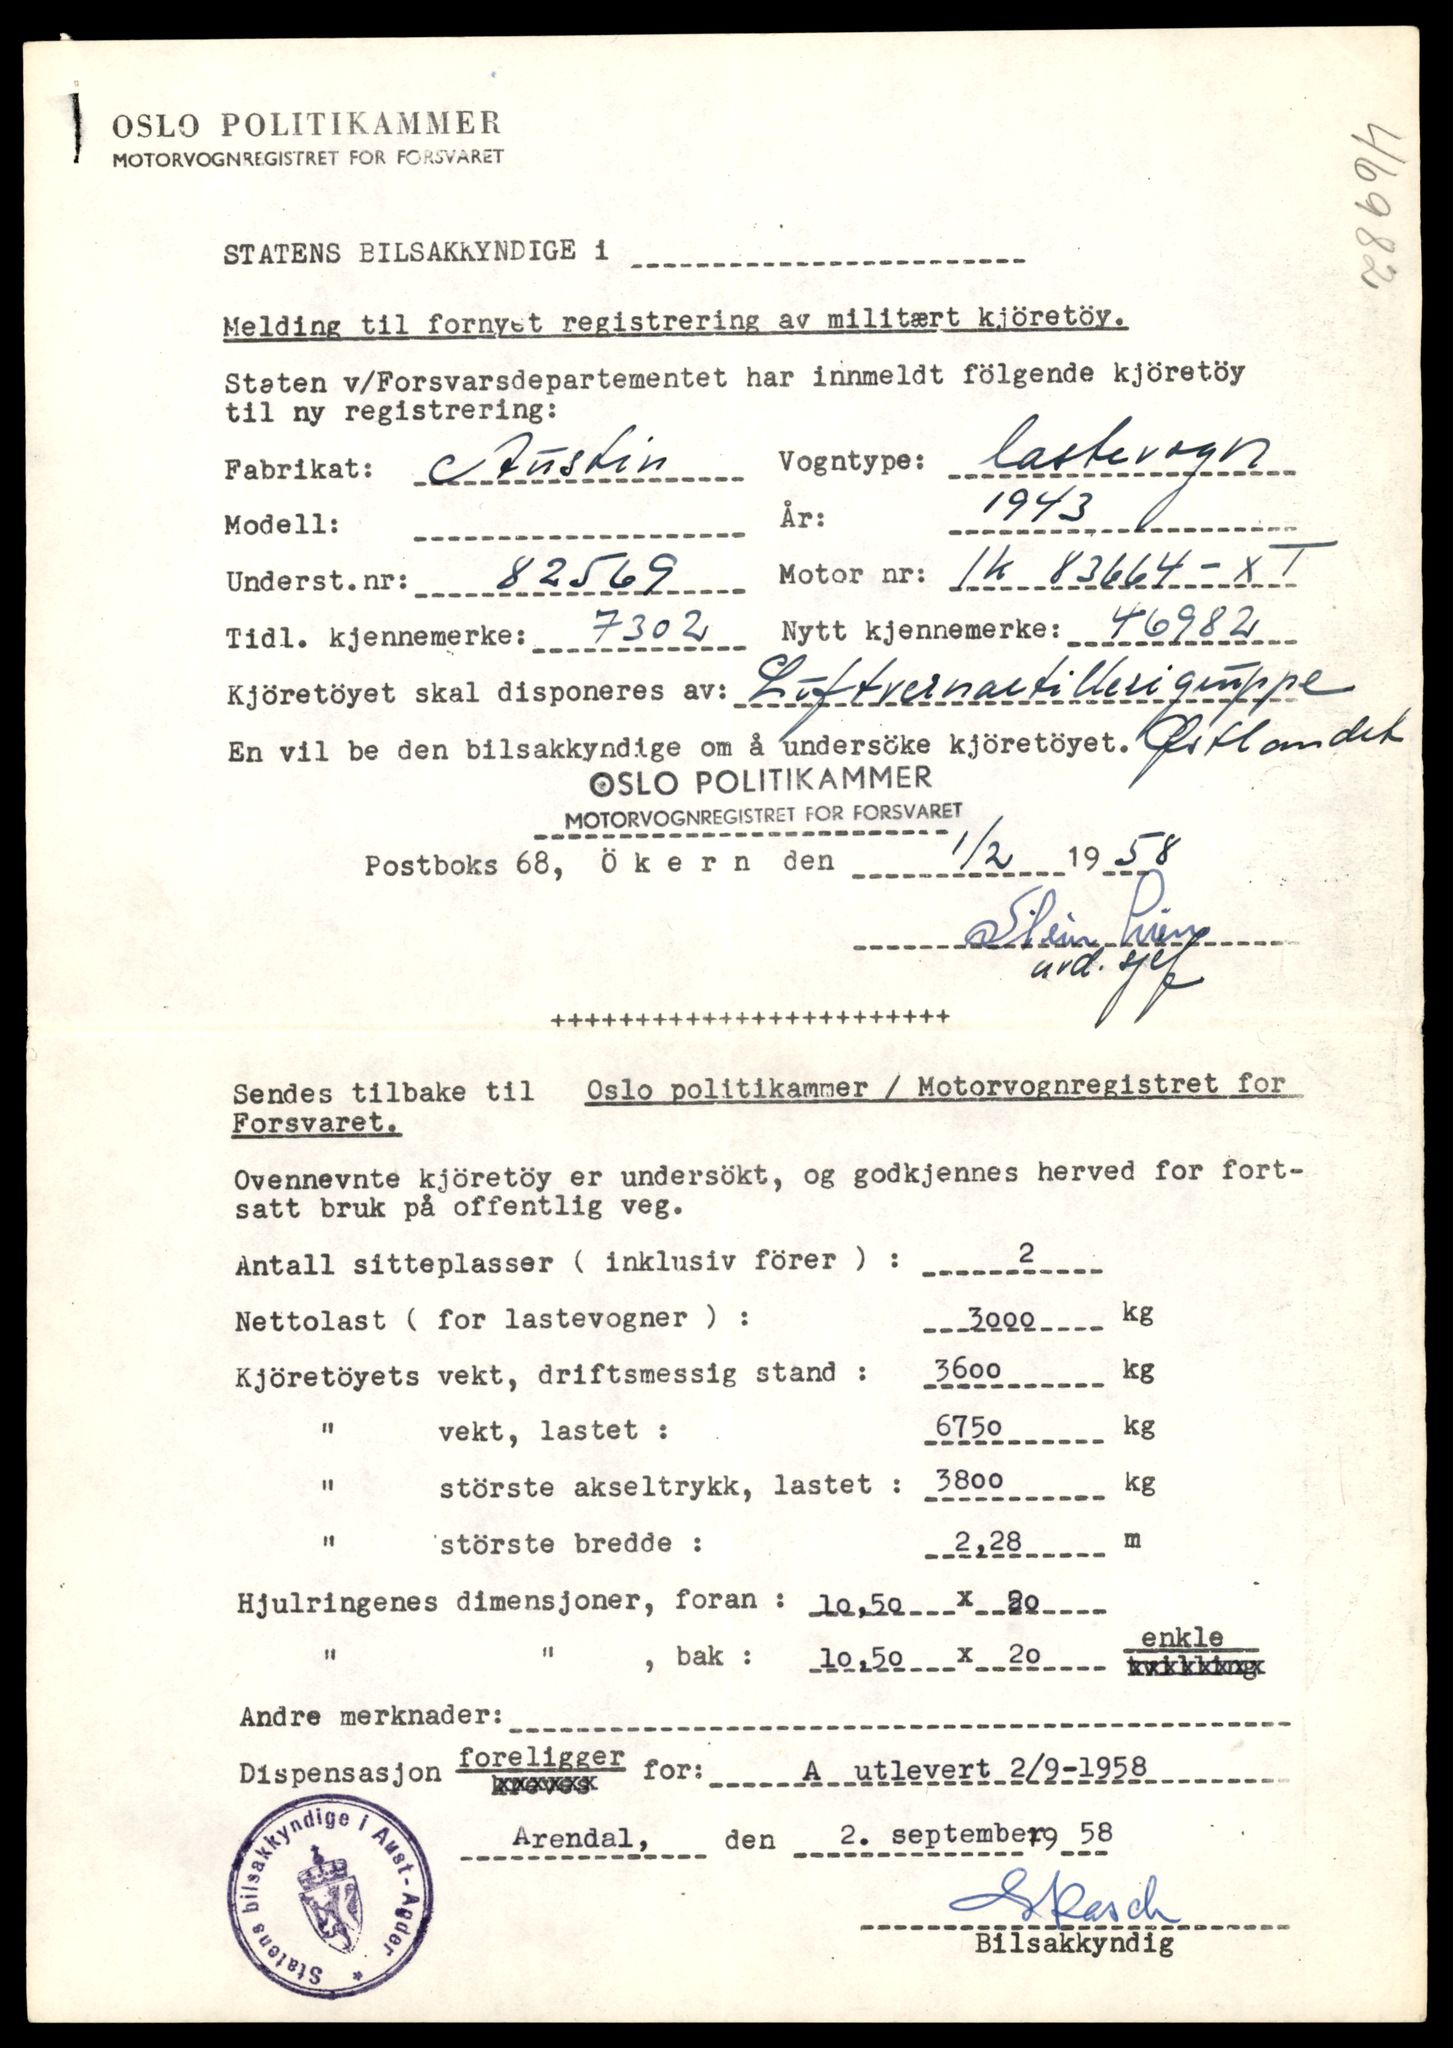 OSLO POLITIKAMMER
MOTORVOGNREGISTRET FOR FORSVARET
46982
STATENS BILSAKKYNDIGE i
Melding til fornyet registrering av militært kjöretöy.
Staten v/Forsvarsdepartementet har innmeldt fölgende kjöretöy
til ny registrering:
Fabrikat: Austin Vogntype: lastevogn
Modell: År: 1943
Underst.nr: 82569 Motor nr: 1K 83664-XT
Tidl. kjennemerke: 7302 Nytt kjennemerke: 46982
Kjöretöyet skal disponeres av: Luftvernartillerigruppe
En vil be den bilsakkyndige om å undersöke kjöretöyet. Østlandet
OSLO POLITIKAMMER
MOTORVOGNREGISTRET FOR FORSVARET
Postboks 68, Ökern den 1/2 1958
Stein
avd. sjef
++++++++++++++++++++++++
Sendes tilbake til Oslo politikammer / Motorvognregistret for
Forsvaret.
Ovennevnte kjöretöy er undersökt, og godkjennes herved for fort-
satt bruk på offentlig veg.
Antall sitteplasser ( inklusiv förer ) : 2
Nettolast ( for lastevogner ) : 3000 kg
Kjöretöyets vekt, driftsmessig stand : 3600 kg
" vekt, lastet : 6750 kg
" störste akseltrykk, lastet : 3800 kg
" störste bredde : 2,28 m
Hjulringenes dimensjoner, foran : 10,50 x 20
" " , bak : 10,50 x 20 enkle
tvilling
Andre merknader:
Dispensasjon foreligger for: A utlevert 2/9-1958
kreves
Arendal, den 2. september 19 58
Rasch
Bilsakkyndig
Statens bilsakkyndige i Aust-Agder *